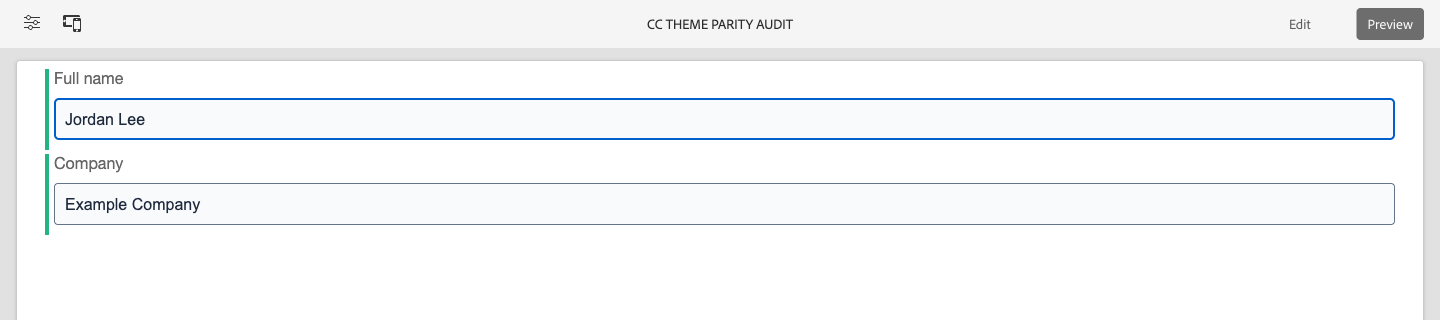 CC THEME PARITY AUDIT
Edit
Preview
Full name
Jordan Lee
Company
Example Company